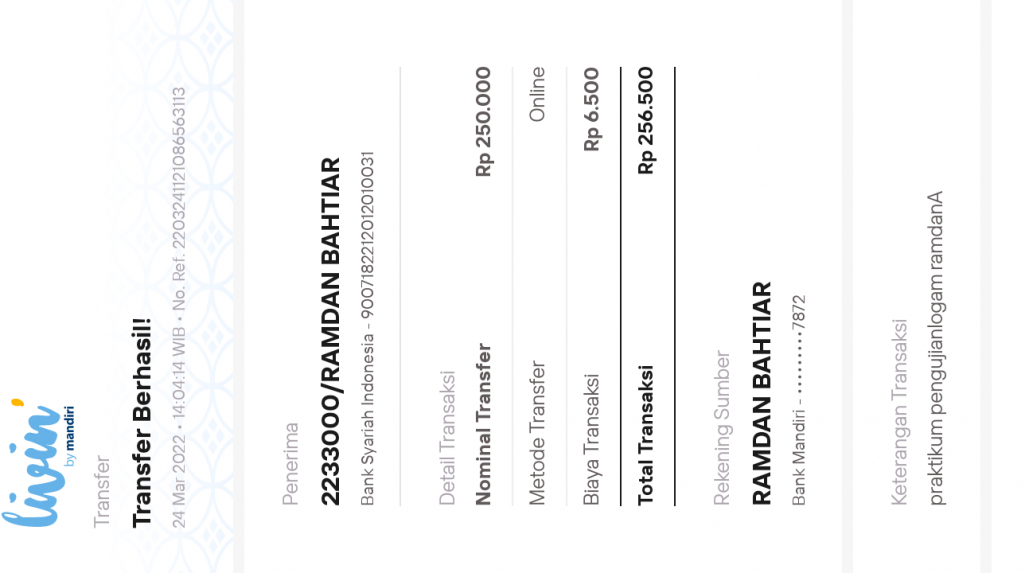 livin'
by mandiri
Transfer
Transfer Berhasil!
24 Mar 2022 • 14:04:14 WIB • No. Ref. 2203241121086563113
Penerima
2233000/RAMDAN BAHTIAR
Bank Syariah Indonesia - 9007182212012010031
Detail Transaksi
Nominal Transfer Rp 250.000
Metode Transfer Online
Biaya Transaksi Rp 6.500
Total Transaksi Rp 256.500
Rekening Sumber
RAMDAN BAHTIAR
Bank Mandiri - •••••••••7872
Keterangan Transaksi
praktikum pengujianlogam ramdanA